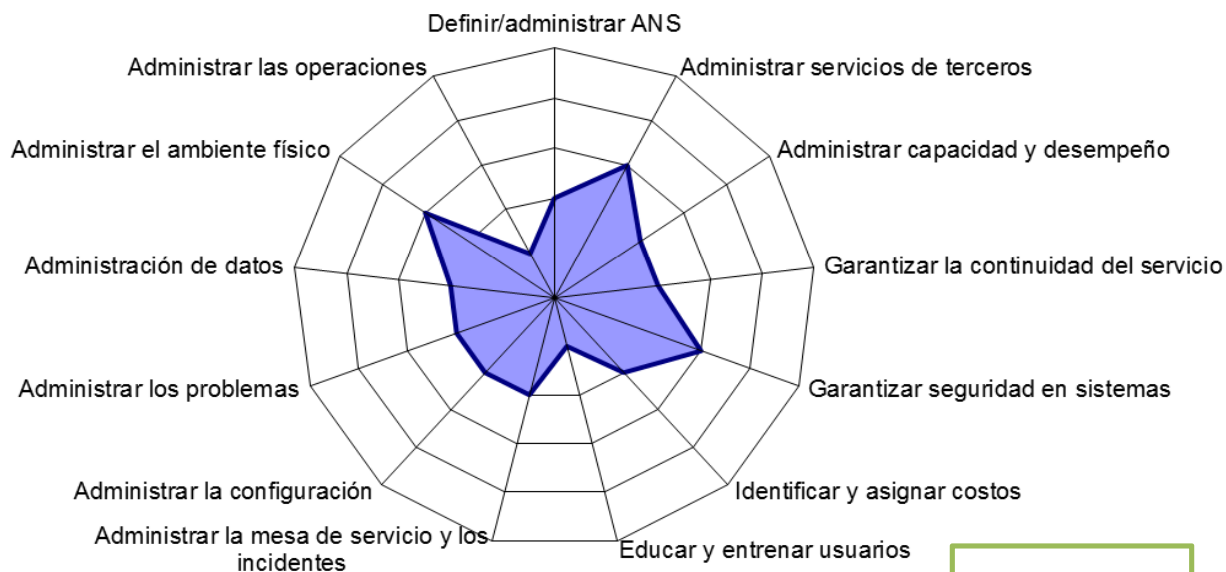 Definir/administrar ANS
Administrar servicios de terceros
Administrar capacidad y desempeño
Garantizar la continuidad del servicio
Garantizar seguridad en sistemas
Identificar y asignar costos
Educar y entrenar usuarios
Administrar la mesa de servicio y los
incidentes
Administrar la configuración
Administrar los problemas
Administración de datos
Administrar el ambiente físico
Administrar las operaciones